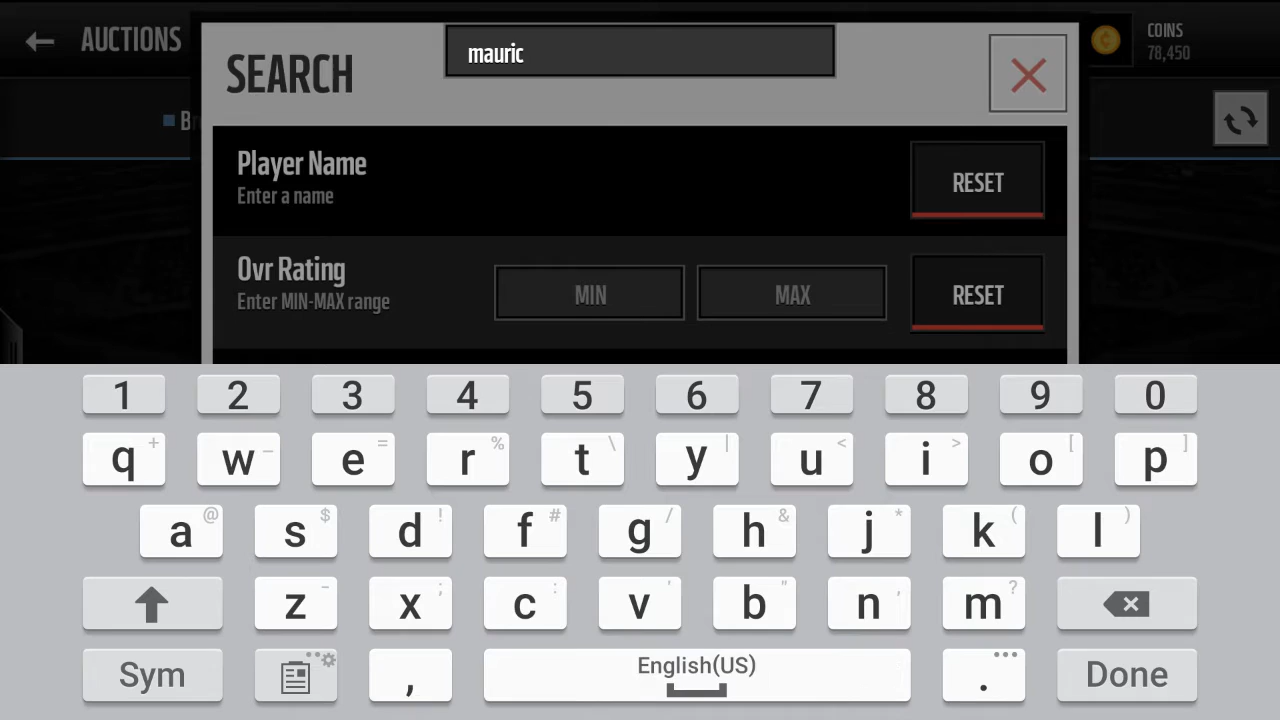 AUCTIONS
mauric
COINS
78,450
SEARCH
B
Player Name
Enter a name
RESET
Ovr Rating
Enter MIN-MAX range
MIN
MAX
RESET
1 2 3 4 5 6 7 8 9 0
q + w – e = r % t \ y | u < i > o [ p ]
a @ s $ d ! f # g / h & j * k ( l )
z - x ; c : v ' b " n , m ?
Sym , English(US) . Done